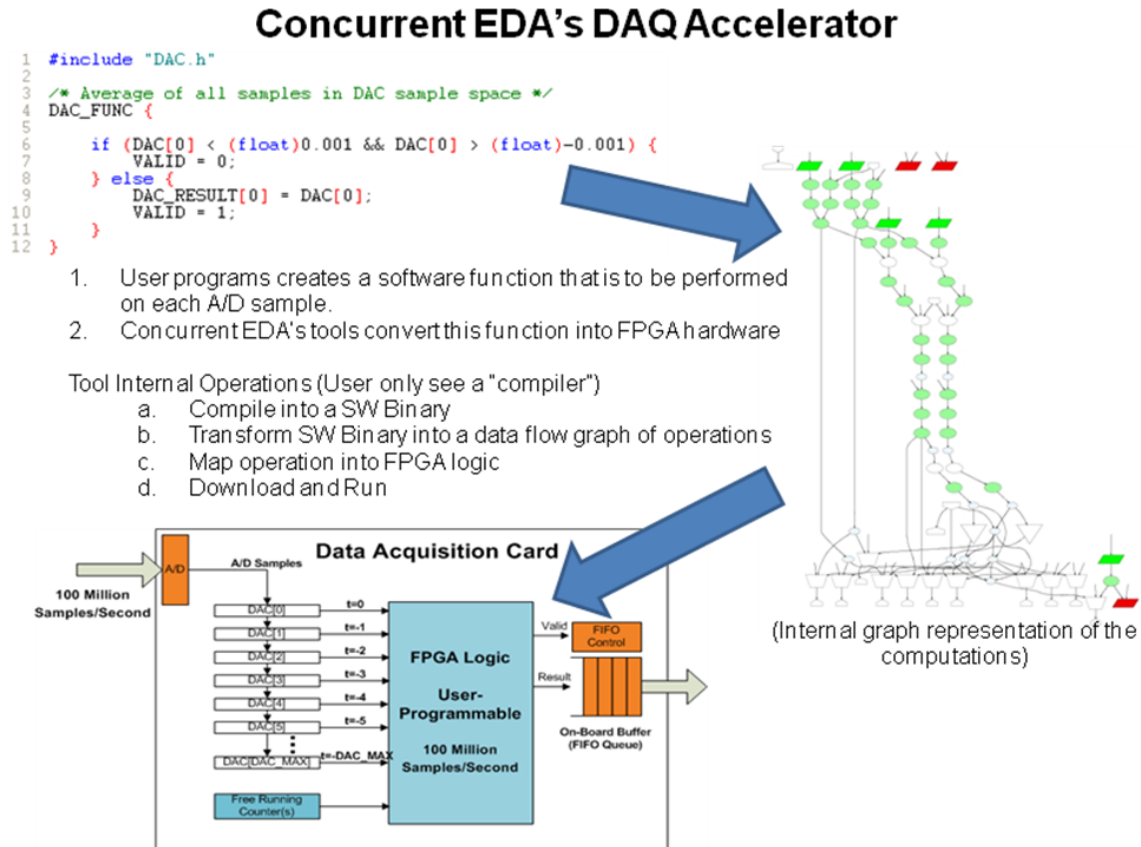 Concurrent EDA's DAQ Accelerator
1 #include "DAC.h"
2
3 /* Average of all samples in DAC sample space */
4 DAC_FUNC {
5
6 if (DAC[0] < (float)0.001 && DAC[0] > (float)-0.001) {
7 VALID = 0;
8 } else {
9 DAC_RESULT[0] = DAC[0];
10 VALID = 1;
11 }
12 }
1. User programs creates a software function that is to be performed
on each A/D sample.
2. Concurrent EDA's tools convert this function into FPGA hardware
Tool Internal Operations (User only see a "compiler")
a. Compile into a SW Binary
b. Transform SW Binary into a data flow graph of operations
c. Map operation into FPGA logic
d. Download and Run
(Internal graph representation of the
computations)
Data Acquisition Card
A/D
A/D Samples
100 Million
Samples/Second
DAC[0]
t=0
DAC[1]
t=-1
DAC[2]
t=-2
DAC[3]
t=-3
DAC[4]
t=-4
DAC[5]
t=-5
DAC[DAC_MAX]
t=-DAC_MAX
Free Running
Counter(s)
FPGA Logic
User-
Programmable
100 Million
Samples/Second
Valid
Result
FIFO
Control
On-Board Buffer
(FIFO Queue)